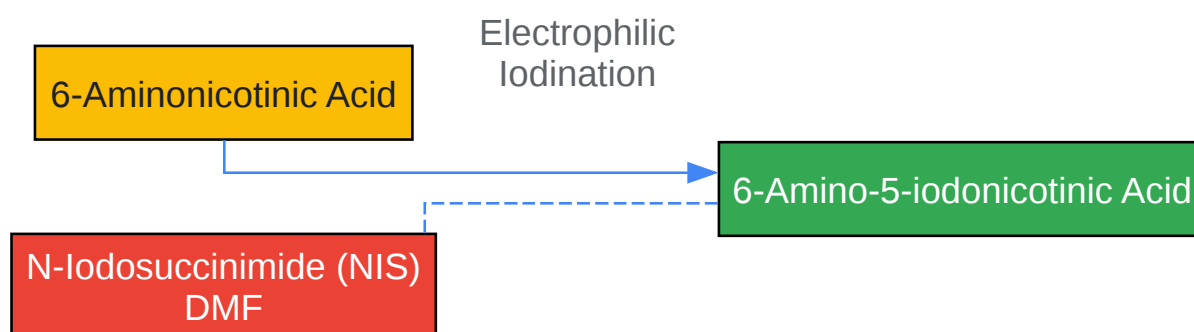 Electrophilic
Iodination
6-Aminonicotinic Acid
6-Amino-5-iodonicotinic Acid
N-Iodosuccinimide (NIS)
DMF